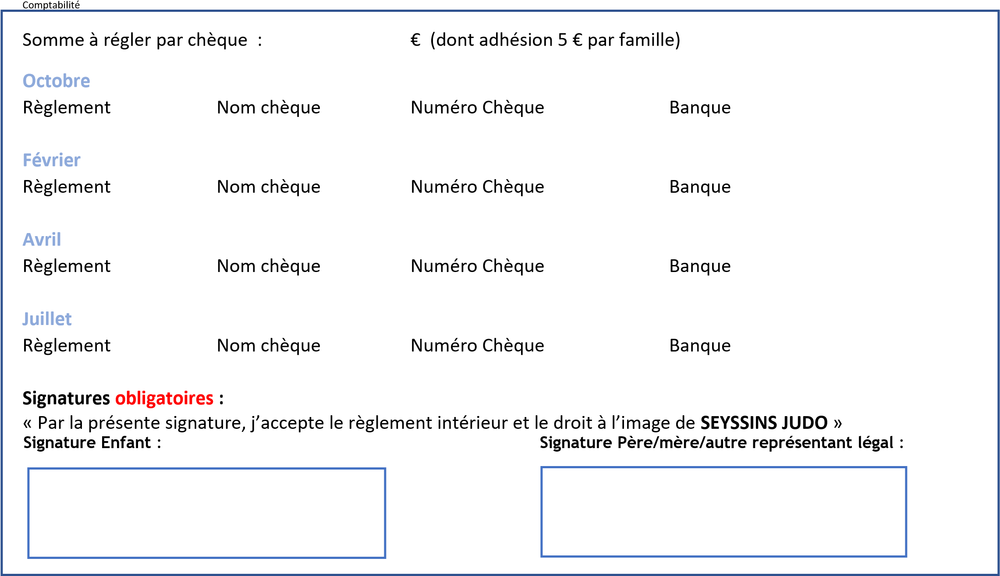 Comptabilité
Somme à régler par chèque  :  €  (dont adhésion 5 € par famille)
Octobre
Règlement Nom chèque Numéro Chèque Banque
Février
Règlement Nom chèque Numéro Chèque Banque
Avril
Règlement Nom chèque Numéro Chèque Banque
Juillet
Règlement Nom chèque Numéro Chèque Banque
Signatures obligatoires :
« Par la présente signature, j’accepte le règlement intérieur et le droit à l’image de SEYSSINS JUDO »
Signature Enfant : Signature Père/mère/autre représentant légal :